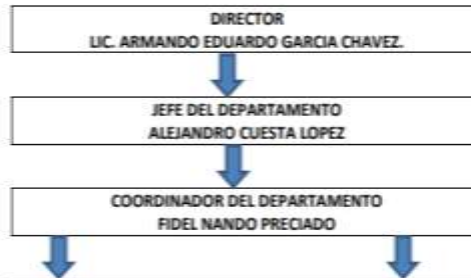 DIRECTOR
LIC. ARMANDO EDUARDO GARCIA CHAVEZ.
JEFE DEL DEPARTAMENTO
ALEJANDRO CUESTA LOPEZ
COORDINADOR DEL DEPARTAMENTO
FIDEL NANDO PRECIADO